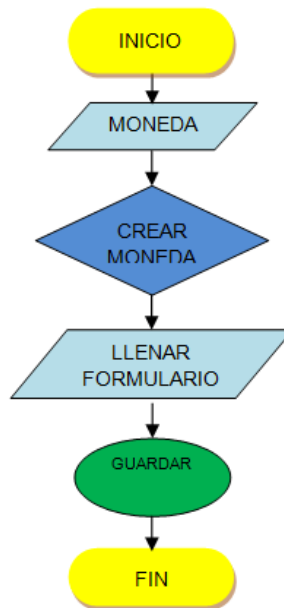 INICIO
MONEDA
CREAR
MONEDA
LLENAR
FORMULARIO
GUARDAR
FIN